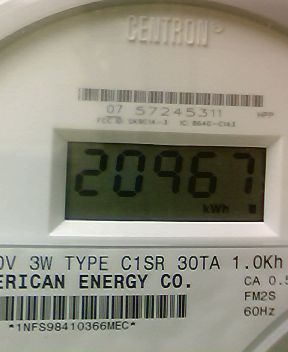 CENTRON
07 57245311
HPP
20967
kWh
0V 3W TYPE C1SR 30TA 1.0Kh
ERICAN ENERGY CO.
CA 0.5
FM2S
60Hz
*1NFS98410366MEC*